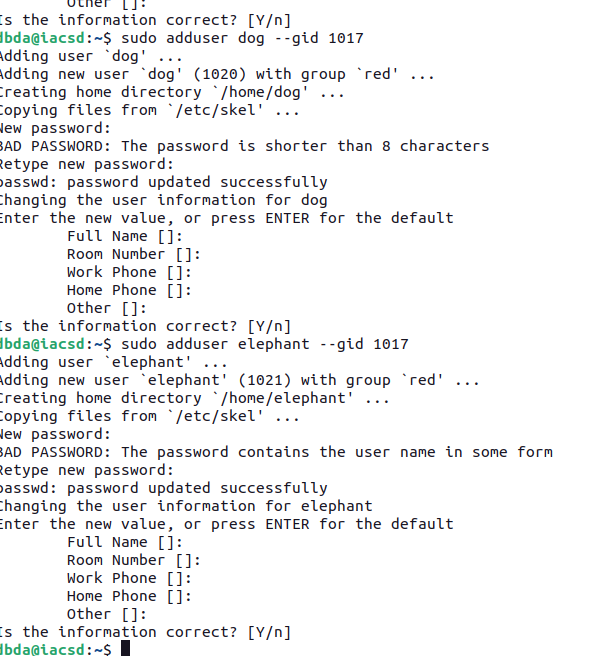 Other []:
Is the information correct? [Y/n]
dbda@iacsd:~$ sudo adduser dog --gid 1017
Adding user `dog' ...
Adding new user `dog' (1020) with group `red' ...
Creating home directory `/home/dog' ...
Copying files from `/etc/skel' ...
New password:
BAD PASSWORD: The password is shorter than 8 characters
Retype new password:
passwd: password updated successfully
Changing the user information for dog
Enter the new value, or press ENTER for the default
Full Name []:
Room Number []:
Work Phone []:
Home Phone []:
Other []:
Is the information correct? [Y/n]
dbda@iacsd:~$ sudo adduser elephant --gid 1017
Adding user `elephant' ...
Adding new user `elephant' (1021) with group `red' ...
Creating home directory `/home/elephant' ...
Copying files from `/etc/skel' ...
New password:
BAD PASSWORD: The password contains the user name in some form
Retype new password:
passwd: password updated successfully
Changing the user information for elephant
Enter the new value, or press ENTER for the default
Full Name []:
Room Number []:
Work Phone []:
Home Phone []:
Other []:
Is the information correct? [Y/n]
dbda@iacsd:~$